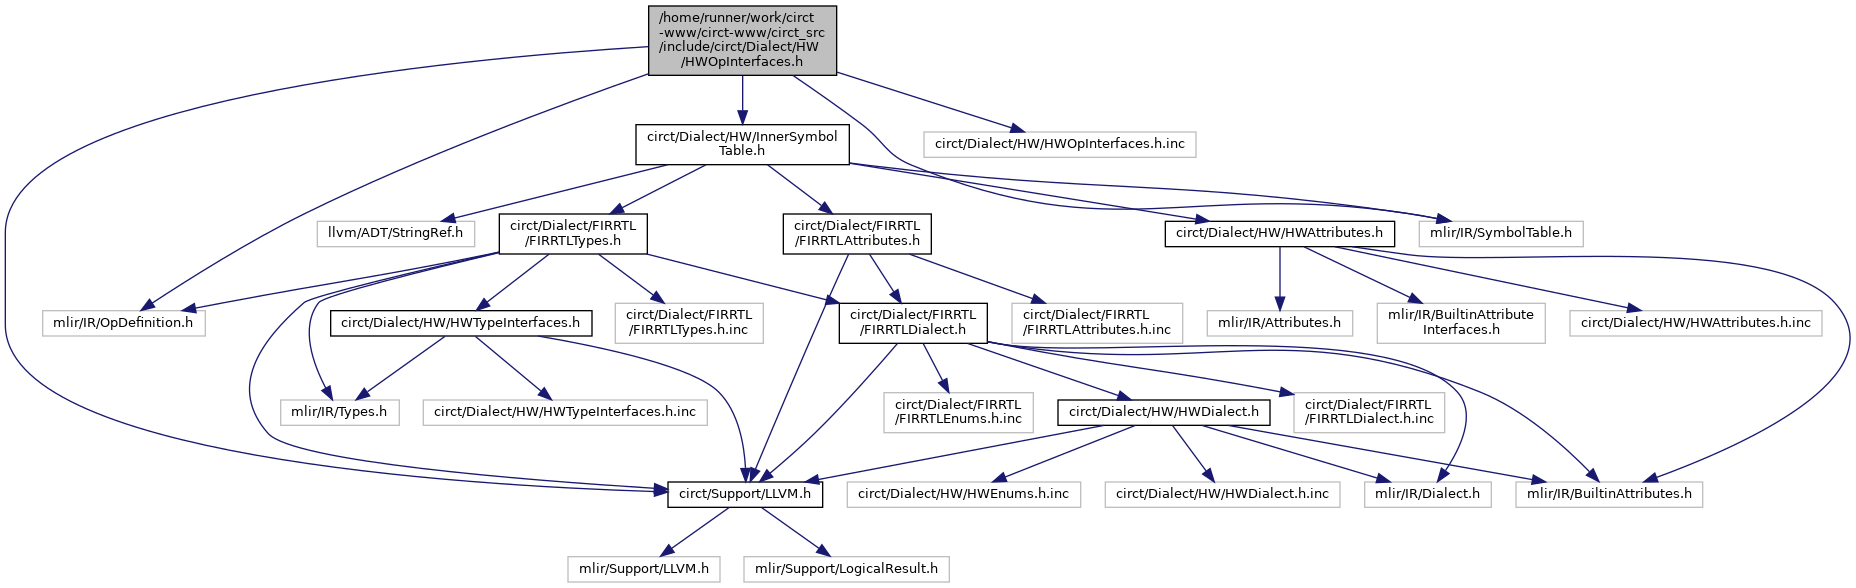 /home/runner/work/circt
-www/circt-www/circt_src
/include/circt/Dialect/HW
/HWOpInterfaces.h
circt/Dialect/HW/InnerSymbol
Table.h
circt/Dialect/HW/HWOpInterfaces.h.inc
llvm/ADT/StringRef.h
circt/Dialect/FIRRTL
/FIRRTLTypes.h
circt/Dialect/FIRRTL
/FIRRTLAttributes.h
circt/Dialect/HW/HWAttributes.h
mlir/IR/SymbolTable.h
mlir/IR/OpDefinition.h
circt/Dialect/HW/HWTypeInterfaces.h
circt/Dialect/FIRRTL
/FIRRTLTypes.h.inc
circt/Dialect/FIRRTL
/FIRRTLDialect.h
circt/Dialect/FIRRTL
/FIRRTLAttributes.h.inc
mlir/IR/Attributes.h
mlir/IR/BuiltinAttribute
Interfaces.h
circt/Dialect/HW/HWAttributes.h.inc
mlir/IR/Types.h
circt/Dialect/HW/HWTypeInterfaces.h.inc
circt/Dialect/FIRRTL
/FIRRTLEnums.h.inc
circt/Dialect/HW/HWDialect.h
circt/Dialect/FIRRTL
/FIRRTLDialect.h.inc
circt/Support/LLVM.h
circt/Dialect/HW/HWEnums.h.inc
circt/Dialect/HW/HWDialect.h.inc
mlir/IR/Dialect.h
mlir/IR/BuiltinAttributes.h
mlir/Support/LLVM.h
mlir/Support/LogicalResult.h